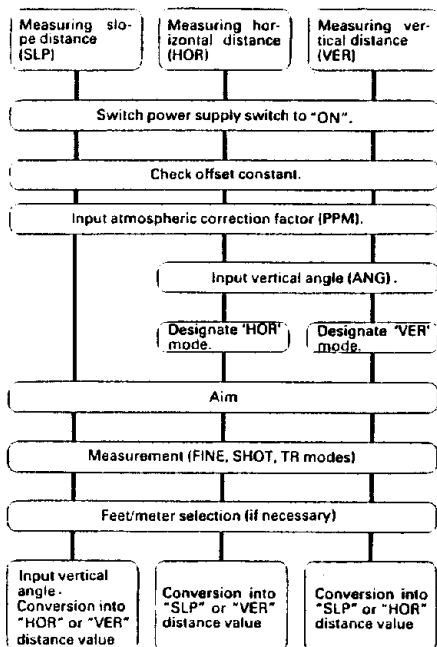 Measuring slo-
pe distance
(SLP)
Measuring hor-
izontal distance
(HOR)
Measuring ver-
tical distance
(VER)
Switch power supply switch to "ON".
Check offset constant.
Input atmospheric correction factor (PPM).
Input vertical angle (ANG).
Designate 'HOR'
mode.
Designate 'VER'
mode.
Aim
Measurement (FINE, SHOT, TR modes)
Feet/meter selection (if necessary)
Input vertical
angle-
Conversion into
"HOR" or "VER"
distance value
Conversion into
"SLP" or "VER"
distance value
Conversion into
"SLP" or "HOR"
distance value